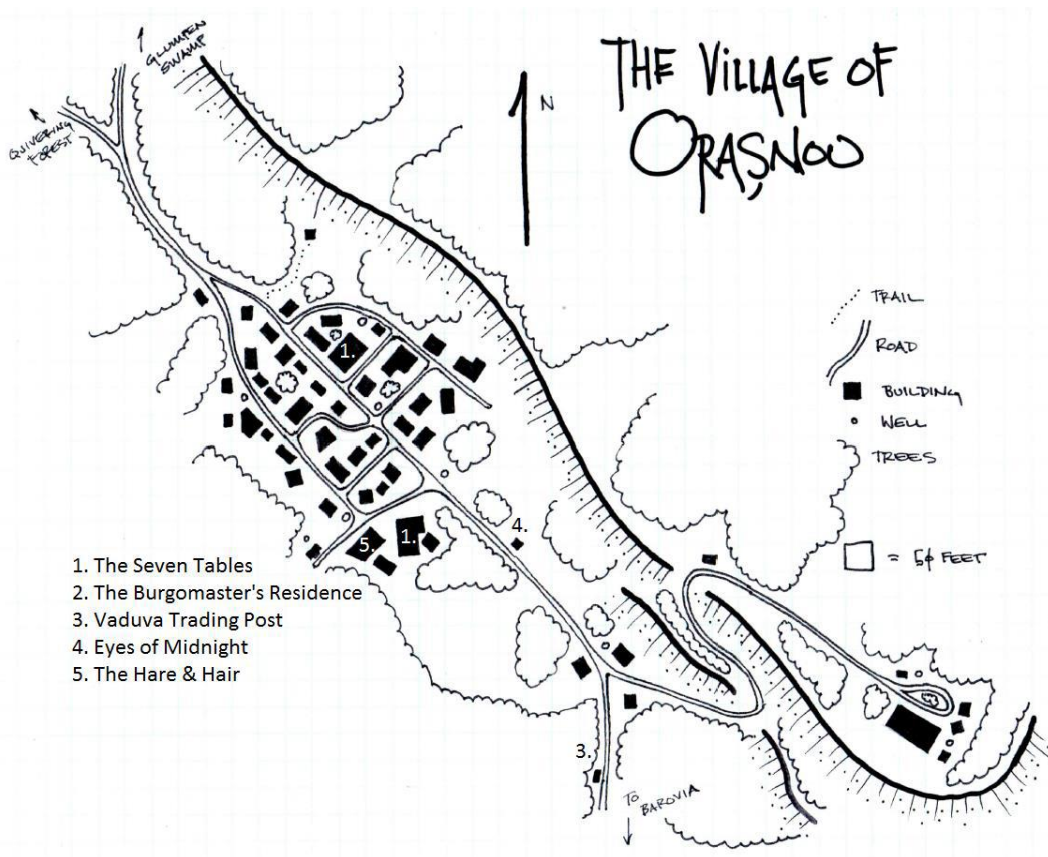 THE VILLAGE OF
ORAȘNOU
N
GLUMPEN
SWAMP
QUIVERING
FOREST
1.
TRAIL
ROAD
BUILDING
WELL
TREES
= 50 FEET
4.
5.
1.
1. The Seven Tables
2. The Burgomaster's Residence
3. Vaduva Trading Post
4. Eyes of Midnight
5. The Hare & Hair
3.
TO
BAROVIA